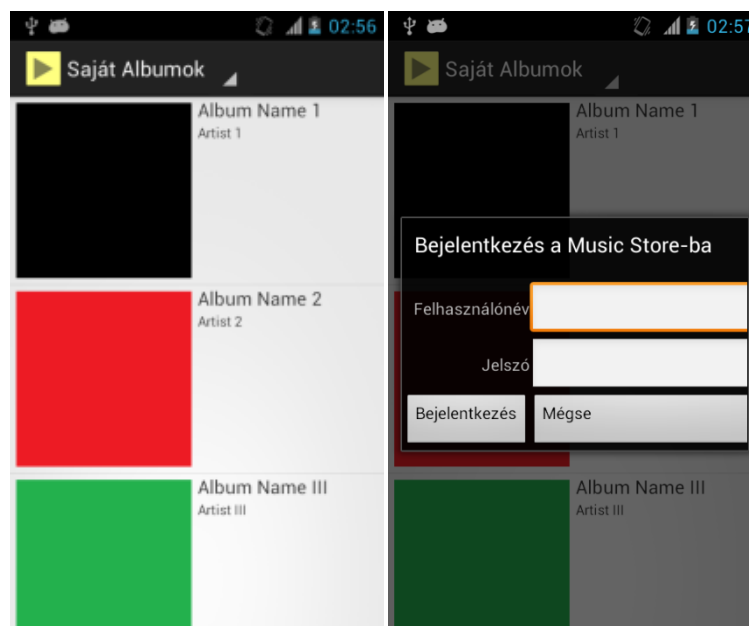 02:56
Saját Albumok
Album Name 1
Artist 1
Album Name 2
Artist 2
Album Name III
Artist III
02:57
Saját Albumok
Album Name 1
Artist 1
Bejelentkezés a Music Store-ba
Felhasználónév
Jelszó
Bejelentkezés Mégse
Album Name III
Artist III